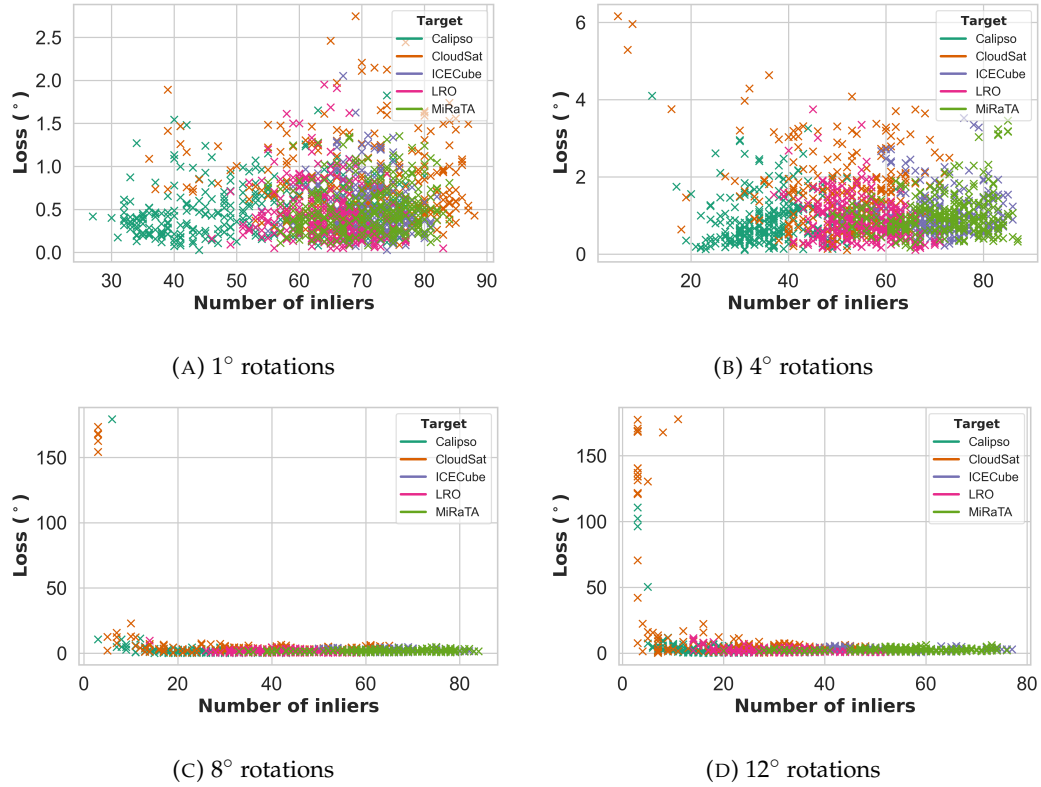 2.5
2.0
1.5
1.0
0.5
0.0
Loss (°)
Target
Calipso
CloudSat
ICECube
LRO
MiRaTA
30 40 50 60 70 80 90
Number of inliers
(A) 1° rotations
6
4
2
0
Loss (°)
Target
Calipso
CloudSat
ICECube
LRO
MiRaTA
20 40 60 80
Number of inliers
(B) 4° rotations
150
100
50
0
Loss (°)
Target
Calipso
CloudSat
ICECube
LRO
MiRaTA
0 20 40 60 80
Number of inliers
(C) 8° rotations
150
100
50
0
Loss (°)
Target
Calipso
CloudSat
ICECube
LRO
MiRaTA
0 20 40 60 80
Number of inliers
(D) 12° rotations